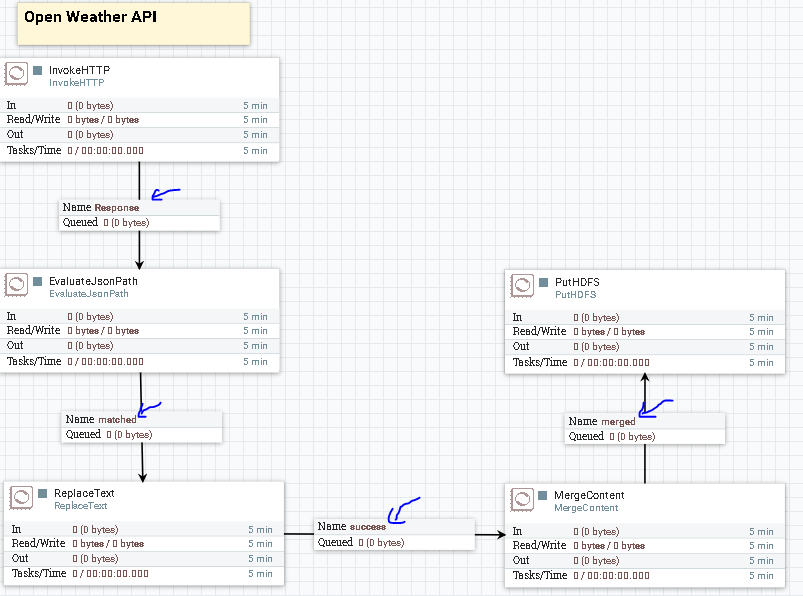 Open Weather API
InvokeHTTP
InvokeHTTP
In 0 (0 bytes) 5 min
Read/Write 0 bytes / 0 bytes 5 min
Out 0 (0 bytes) 5 min
Tasks/Time 0 / 00:00:00.000 5 min
Name Response
Queued 0 (0 bytes)
EvaluateJsonPath
EvaluateJsonPath
In 0 (0 bytes) 5 min
Read/Write 0 bytes / 0 bytes 5 min
Out 0 (0 bytes) 5 min
Tasks/Time 0 / 00:00:00.000 5 min
Name matched
Queued 0 (0 bytes)
ReplaceText
ReplaceText
In 0 (0 bytes) 5 min
Read/Write 0 bytes / 0 bytes 5 min
Out 0 (0 bytes) 5 min
Tasks/Time 0 / 00:00:00.000 5 min
Name success
Queued 0 (0 bytes)
MergeContent
MergeContent
In 0 (0 bytes) 5 min
Read/Write 0 bytes / 0 bytes 5 min
Out 0 (0 bytes) 5 min
Tasks/Time 0 / 00:00:00.000 5 min
Name merged
Queued 0 (0 bytes)
PutHDFS
PutHDFS
In 0 (0 bytes) 5 min
Read/Write 0 bytes / 0 bytes 5 min
Out 0 (0 bytes) 5 min
Tasks/Time 0 / 00:00:00.000 5 min